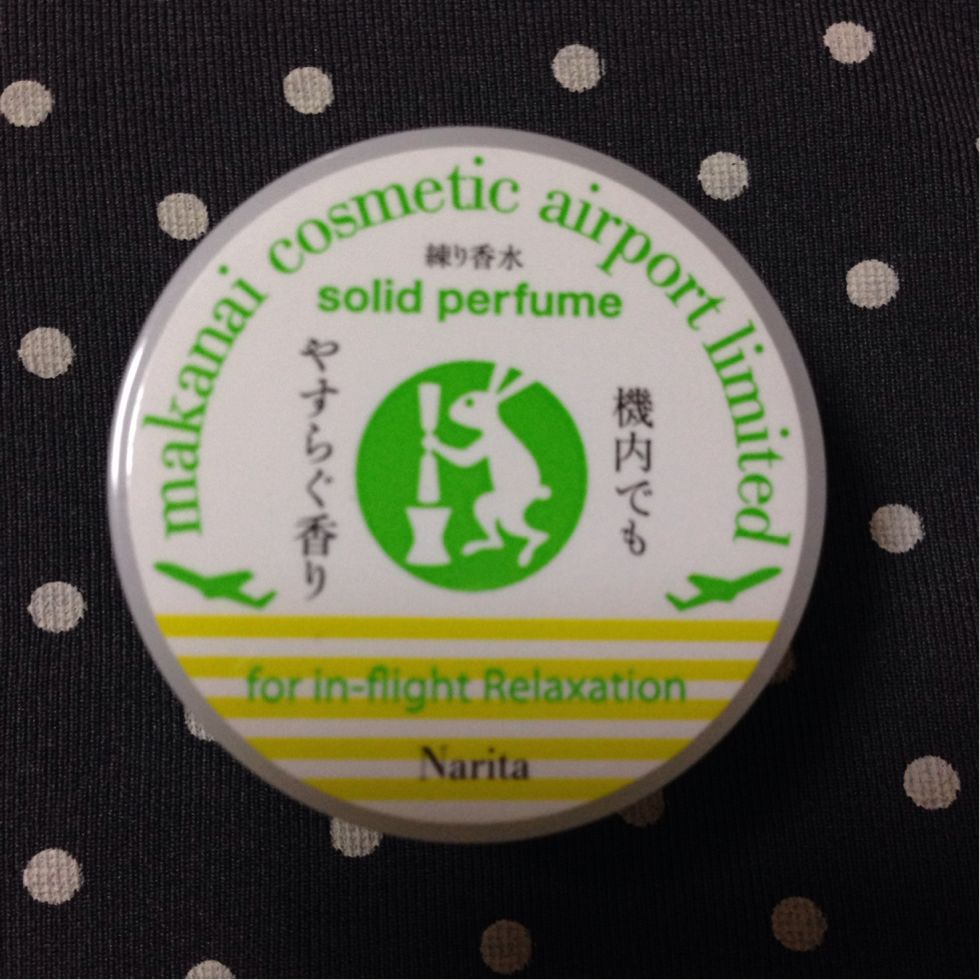 makanai cosmetic airport limited
練り香水
solid perfume
機内でも
やすらぐ香り
for in-flight Relaxation
Narita